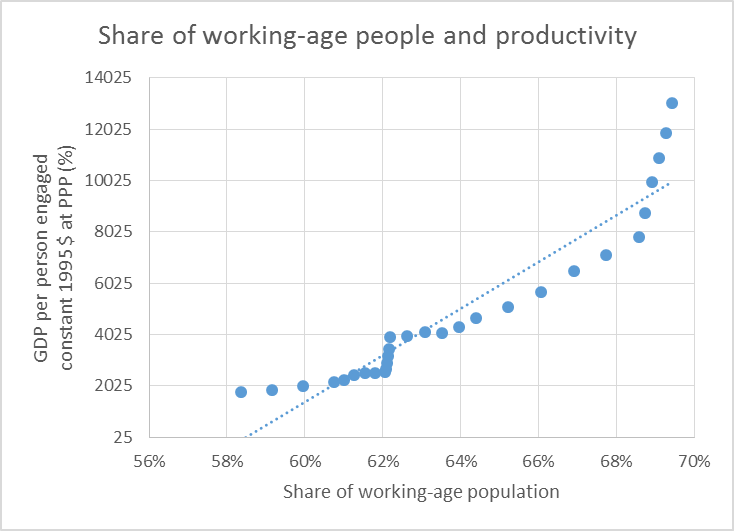 Share of working-age people and productivity
GDP per person engaged
constant 1995 $ at PPP (%)
14025
12025
10025
8025
6025
4025
2025
25
56% 58% 60% 62% 64% 66% 68% 70%
Share of working-age population